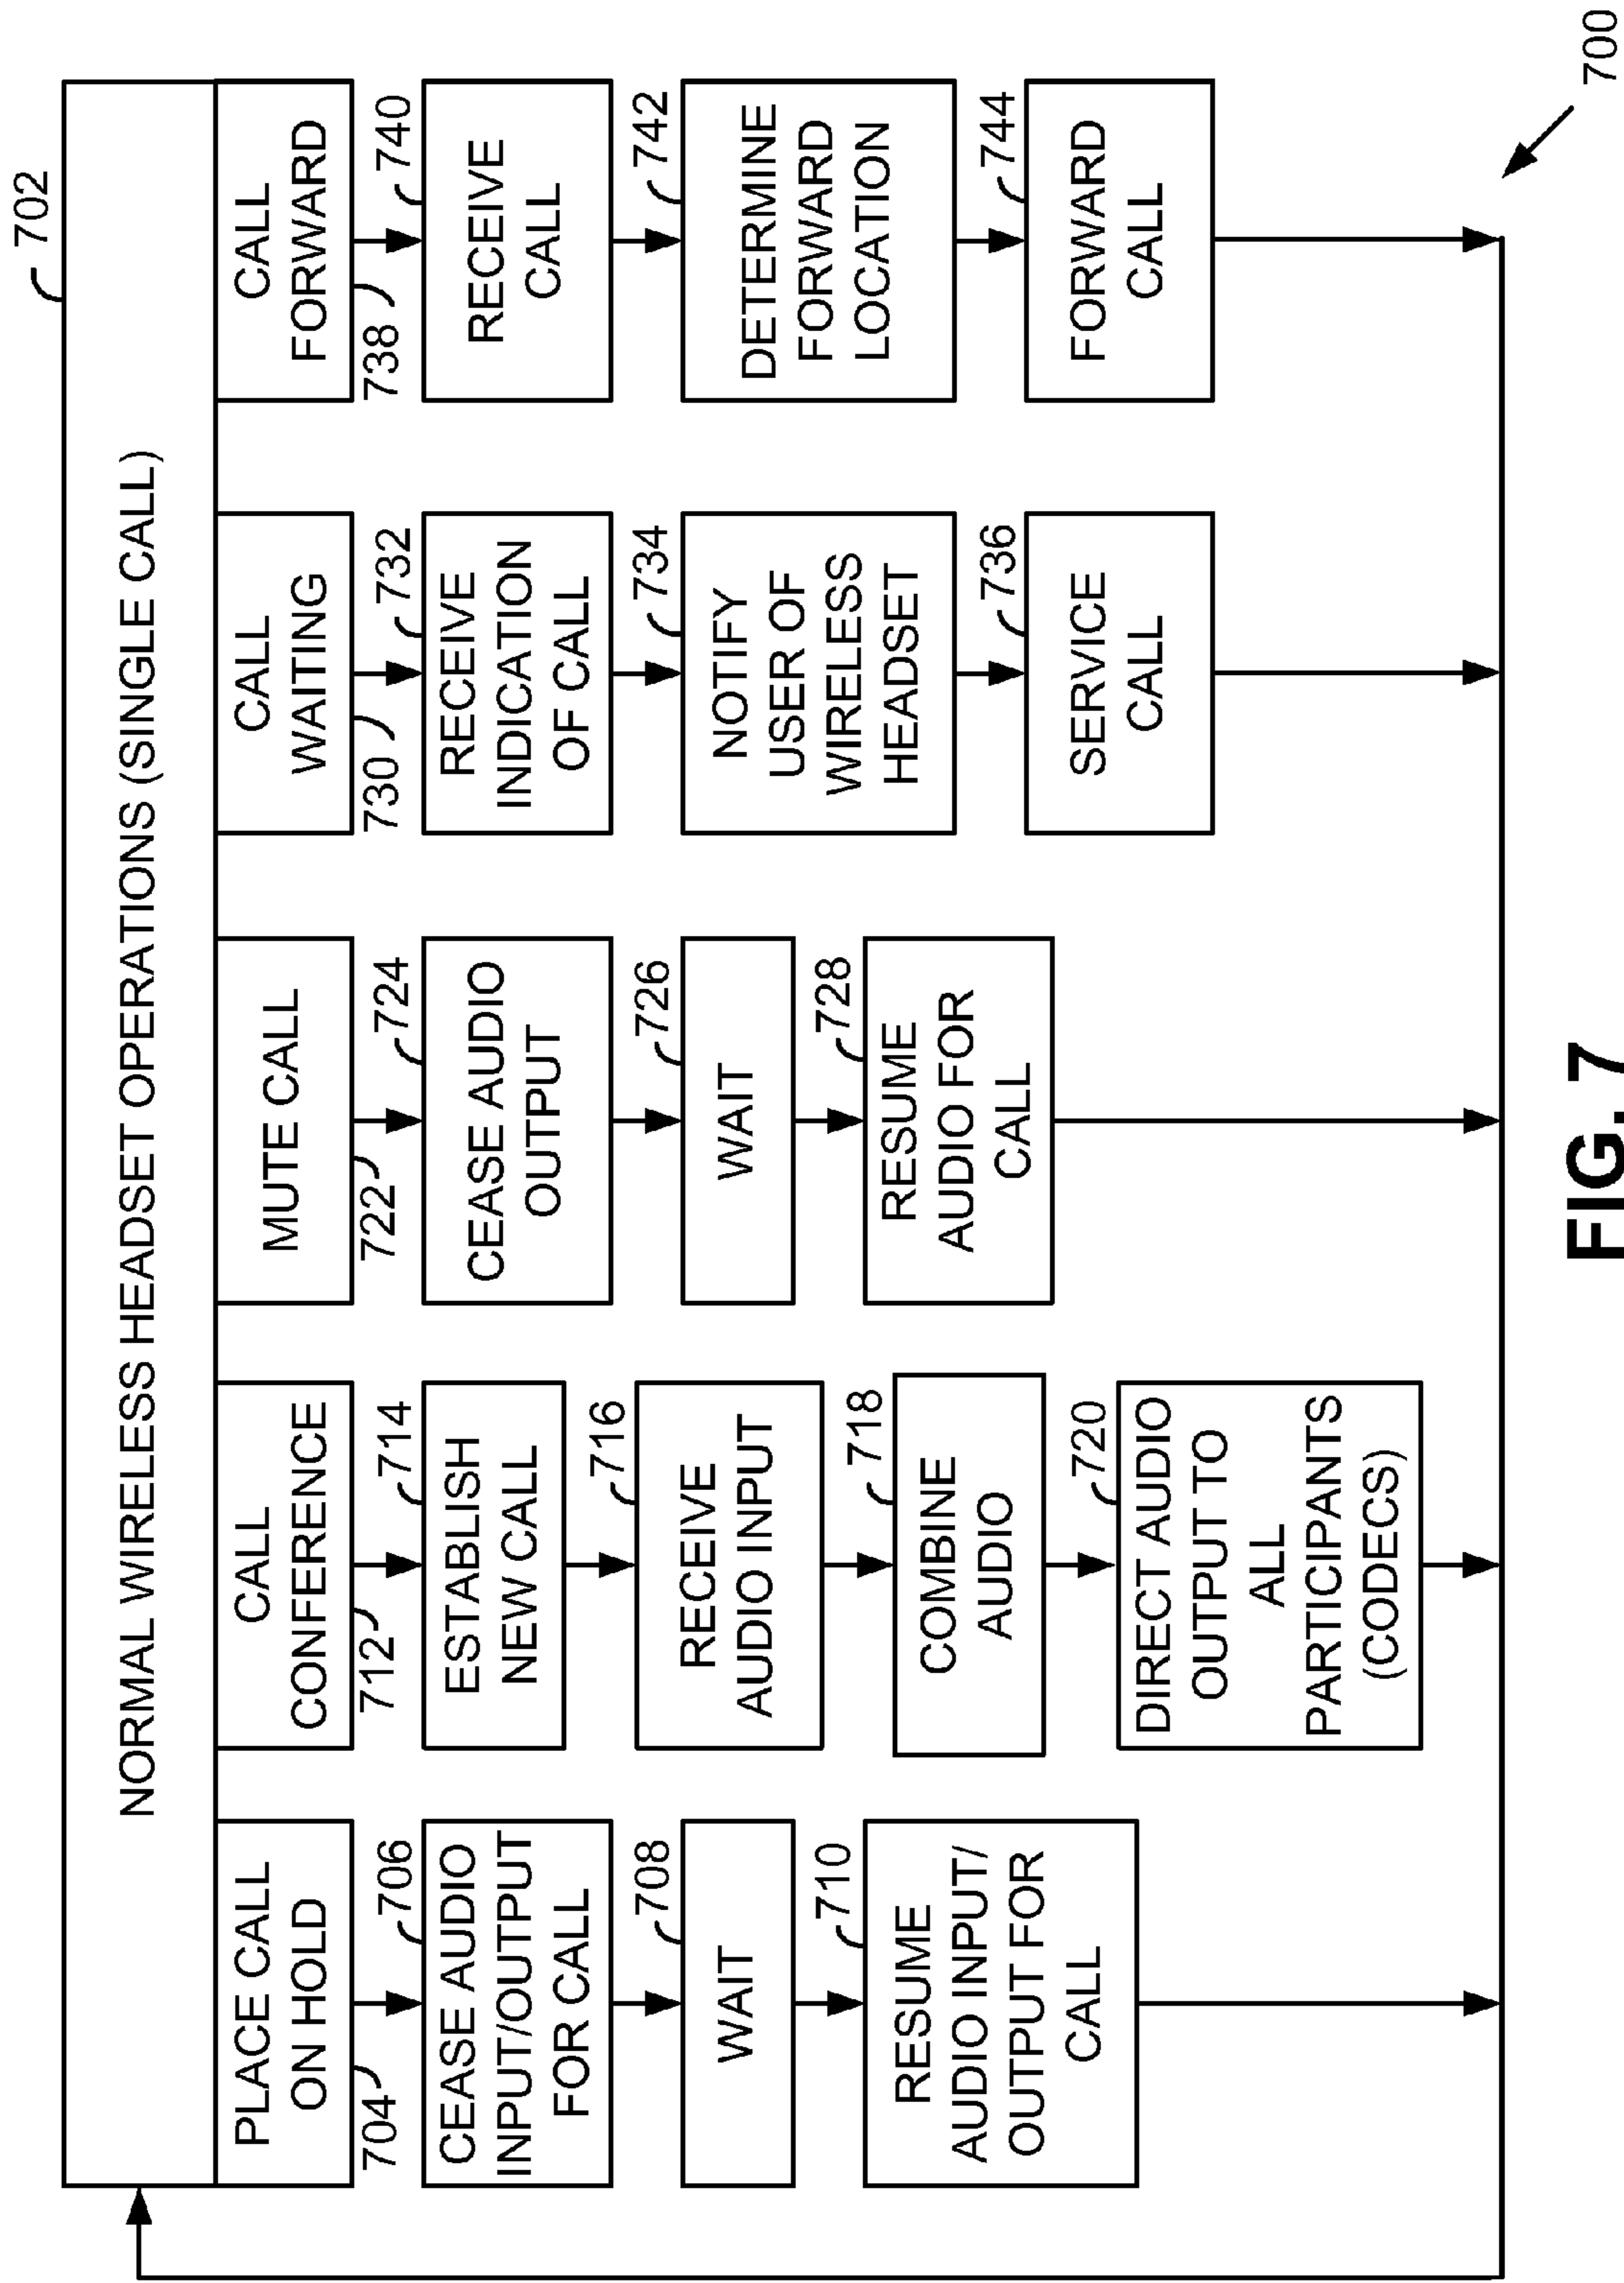 702
NORMAL WIRELESS HEADSET OPERATIONS (SINGLE CALL)
PLACE CALL
ON HOLD
704
706
CEASE AUDIO
INPUT/OUTPUT
FOR CALL
708
WAIT
710
RESUME
AUDIO INPUT/
OUTPUT FOR
CALL
CALL
CONFERENCE
712
714
ESTABLISH
NEW CALL
716
RECEIVE
AUDIO INPUT
718
COMBINE
AUDIO
720
DIRECT AUDIO
OUTPUT TO
ALL
PARTICIPANTS
(CODECS)
MUTE CALL
722
724
CEASE AUDIO
OUTPUT
726
WAIT
728
RESUME
AUDIO FOR
CALL
CALL
WAITING
730
732
RECEIVE
INDICATION
OF CALL
734
NOTIFY
USER OF
WIRELESS
HEADSET
736
SERVICE
CALL
CALL
FORWARD
738
740
RECEIVE
CALL
742
DETERMINE
FORWARD
LOCATION
744
FORWARD
CALL
700
FIG. 7